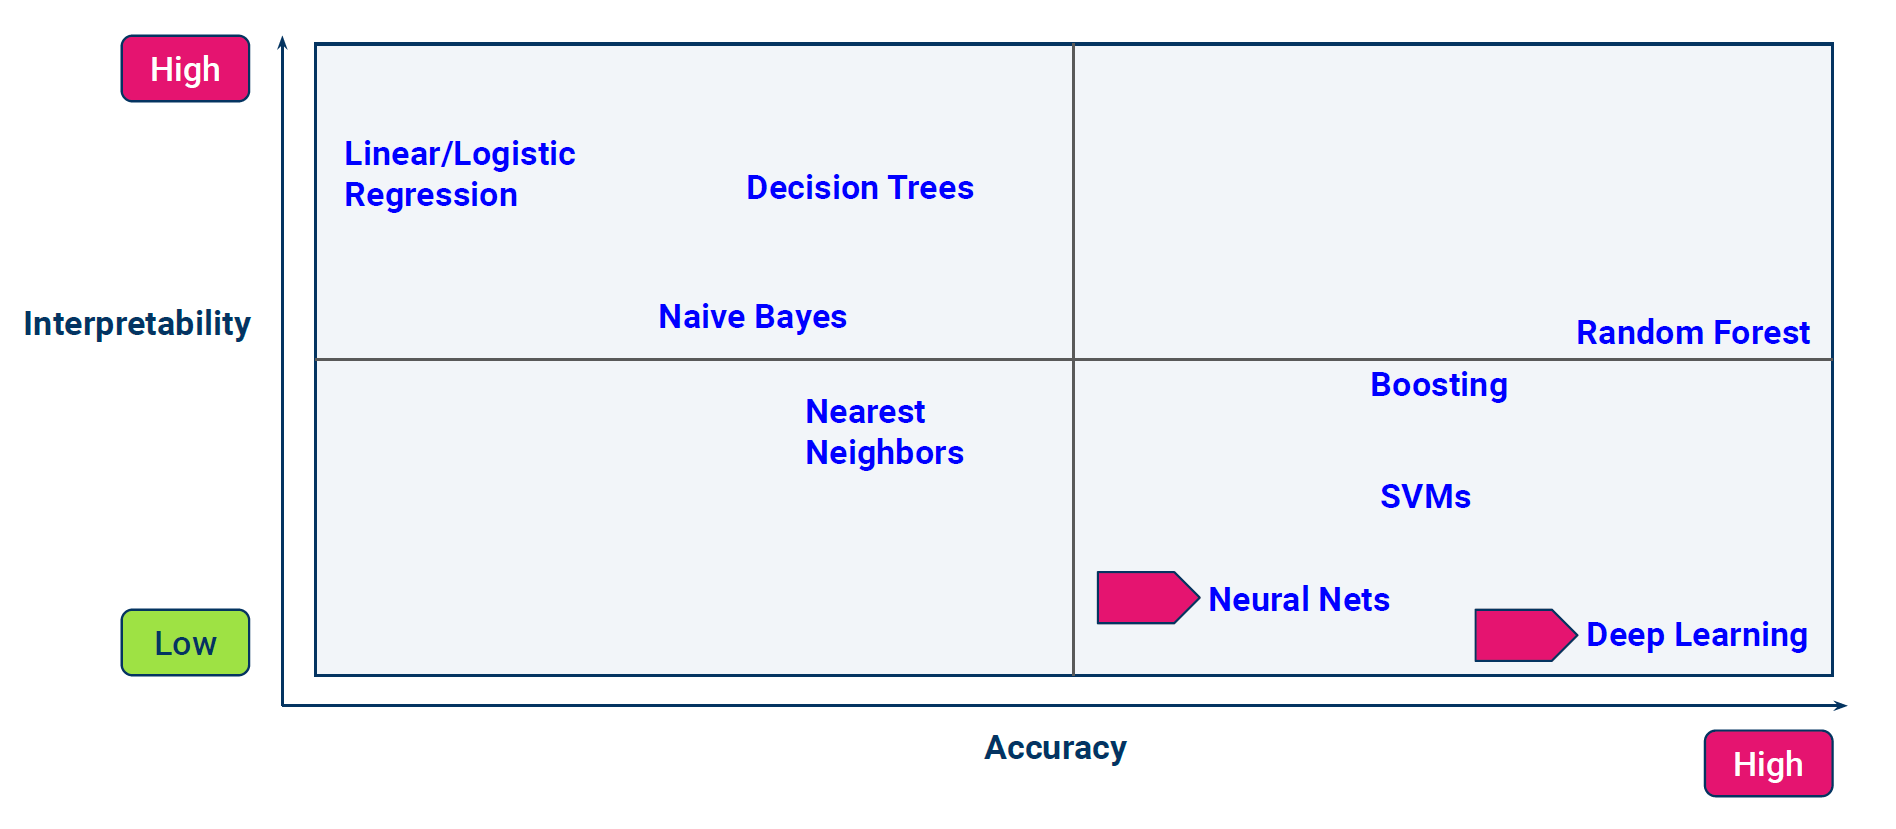 High
Linear/Logistic
Regression
Decision Trees
Interpretability
Naive Bayes
Random Forest
Boosting
Nearest
Neighbors
SVMs
Neural Nets
Low
Deep Learning
Accuracy
High